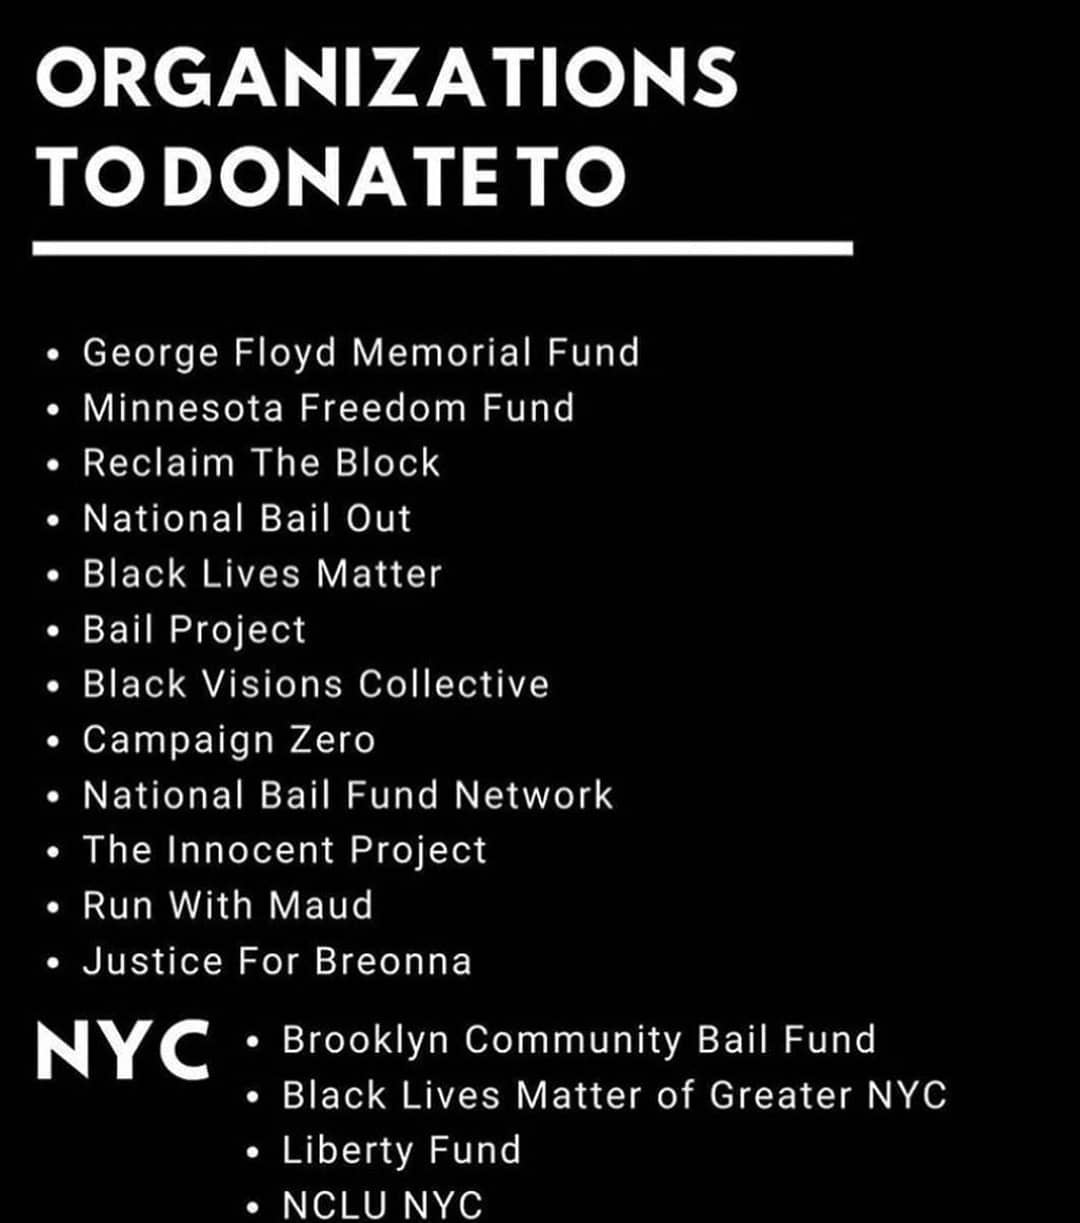 ORGANIZATIONS
TO DONATE TO
• George Floyd Memorial Fund
• Minnesota Freedom Fund
• Reclaim The Block
• National Bail Out
• Black Lives Matter
• Bail Project
• Black Visions Collective
• Campaign Zero
• National Bail Fund Network
• The Innocent Project
• Run With Maud
• Justice For Breonna
NYC
• Brooklyn Community Bail Fund
• Black Lives Matter of Greater NYC
• Liberty Fund
• NCLU NYC